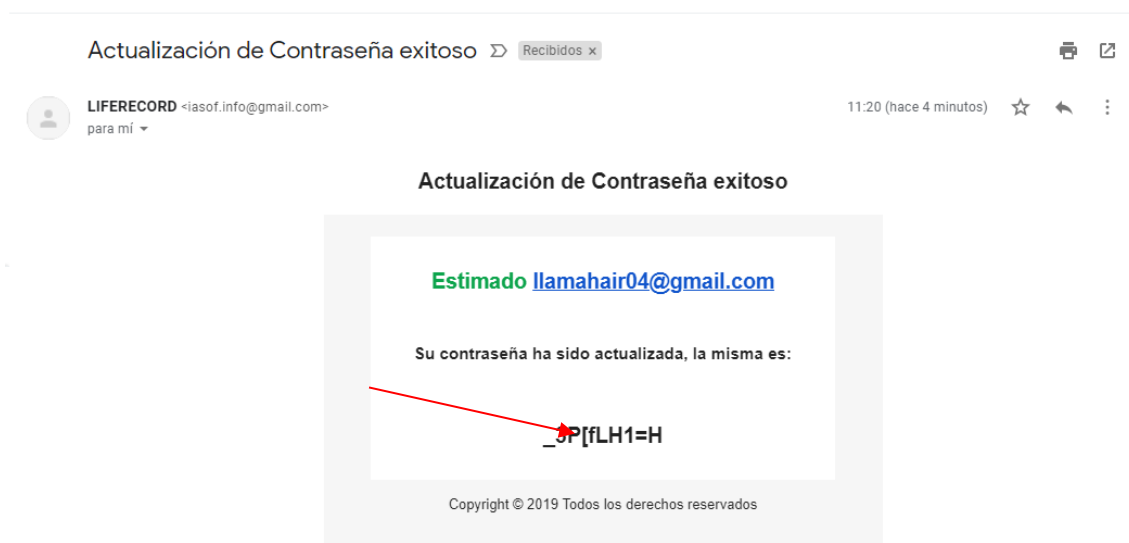 Actualización de Contraseña exitoso Recibidos x
LIFERECORD <iasof.info@gmail.com> 11:20 (hace 4 minutos)
para mí
Actualización de Contraseña exitoso
Estimado llamahair04@gmail.com
Su contraseña ha sido actualizada, la misma es:
Copyright © 2019 Todos los derechos reservados